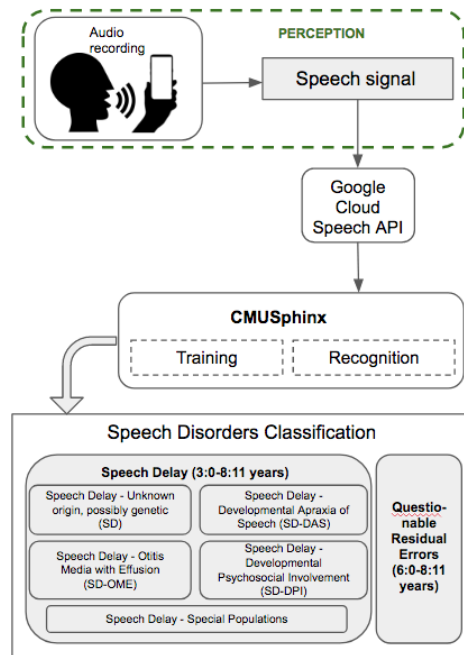 Audio
recording
PERCEPTION
Speech signal
Google
Cloud
Speech API
CMUSphinx
Training
Recognition
Speech Disorders Classification
Speech Delay (3:0-8:11 years)
Speech Delay - Unknown
origin, possibly genetic
(SD)
Speech Delay -
Developmental Apraxia of
Speech (SD-DAS)
Speech Delay - Otitis
Media with Effusion
(SD-OME)
Speech Delay -
Developmental
Psychosocial Involvement
(SD-DPI)
Speech Delay - Special Populations
Questio-
nable
Residual
Errors
(6:0-8:11
years)